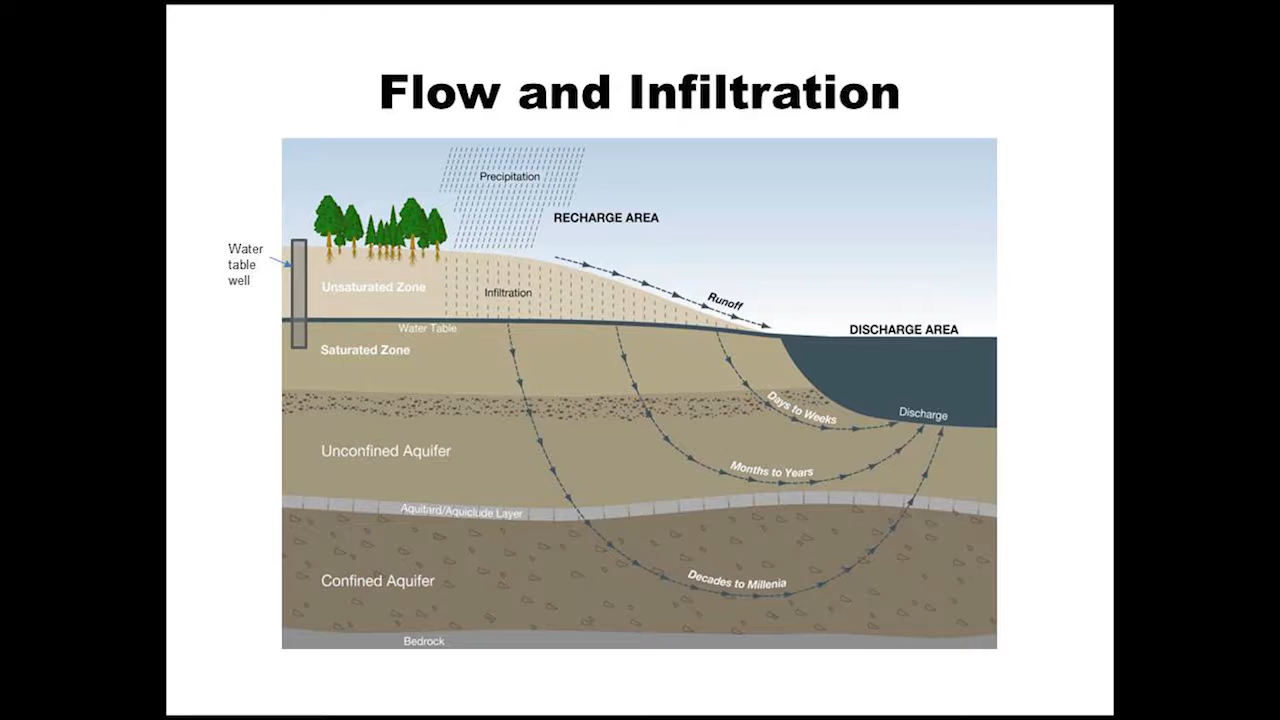 Flow and Infiltration
Precipitation
RECHARGE AREA
Water
table
well
Unsaturated Zone
Infiltration
Runoff
Water Table
DISCHARGE AREA
Saturated Zone
Days to Weeks
Discharge
Unconfined Aquifer
Months to Years
Aquitard/Aquiclude Layer
Confined Aquifer
Decades to Millenia
Bedrock